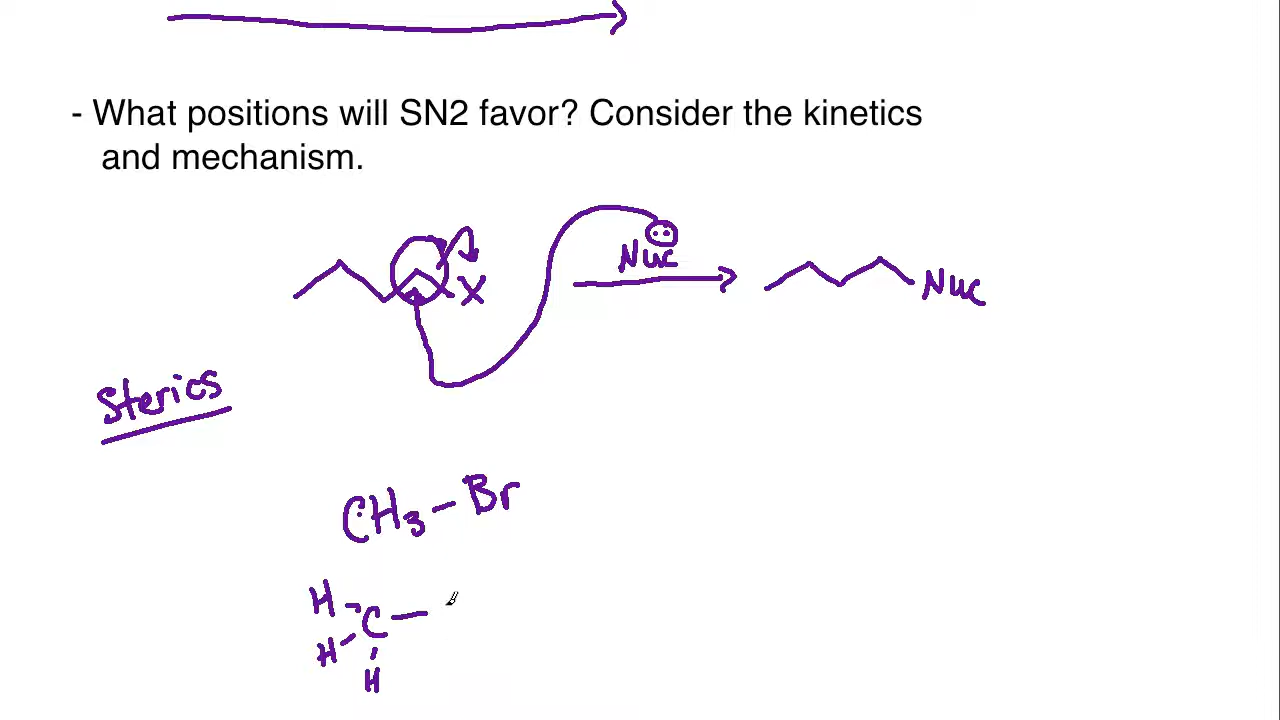 - What positions will SN2 favor? Consider the kinetics
and mechanism.
Nuc
X
Nuc
Sterics
CH3-Br
H
C
H
H